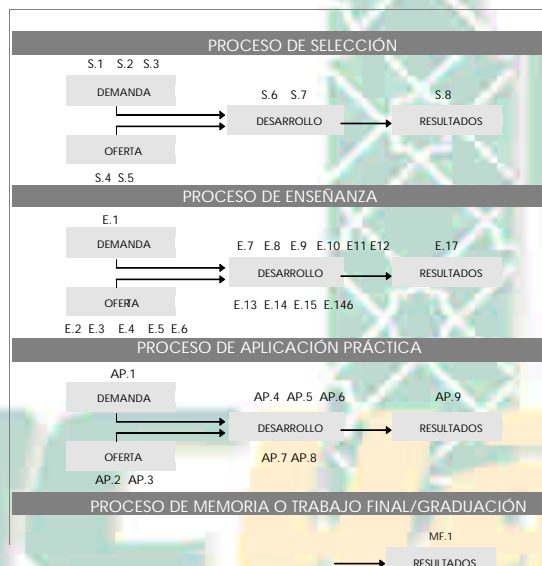 PROCESO DE SELECCIÓN
S.1 S.2 S.3
DEMANDA
S.6 S.7
S.8
DESARROLLO
RESULTADOS
OFERTA
S.4 S.5
PROCESO DE ENSEÑANZA
E.1
DEMANDA
E.7 E.8 E.9 E.10 E11 E12
E.17
DESARROLLO
RESULTADOS
OFERTA
E.13 E.14 E.15 E.146
E.2 E.3 E.4 E.5 E.6
PROCESO DE APLICACIÓN PRÁCTICA
AP.1
DEMANDA
AP.4 AP.5 AP.6
AP.9
DESARROLLO
RESULTADOS
OFERTA
AP.7 AP.8
AP.2 AP.3
PROCESO DE MEMORIA O TRABAJO FINAL/GRADUACIÓN
MF.1
RESULTADOS